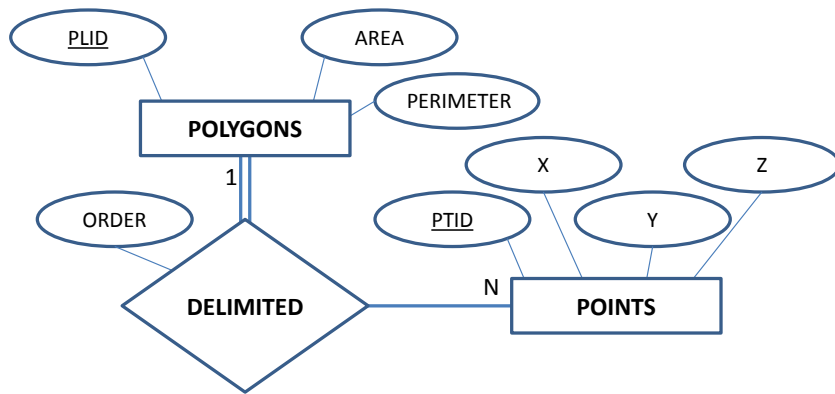 PLID
AREA
PERIMETER
POLYGONS
1
X
Z
ORDER
PTID
Y
DELIMITED
N
POINTS